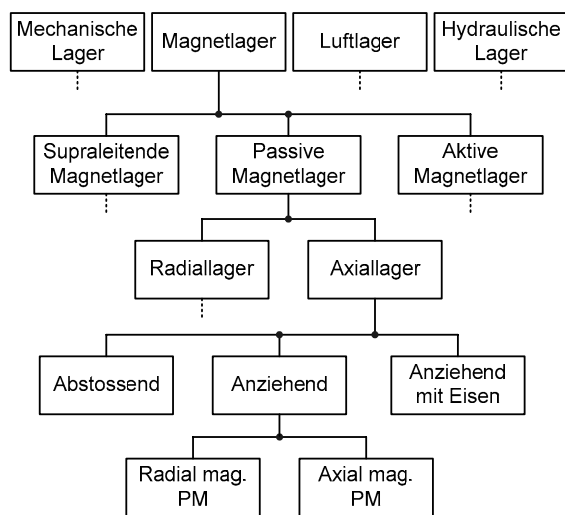 Mechanische
Lager
Magnetlager
Luftlager
Hydraulische
Lager
Supraleitende
Magnetlager
Passive
Magnetlager
Aktive
Magnetlager
Radiallager
Axiallager
Abstossend
Anziehend
Anziehend
mit Eisen
Radial mag.
PM
Axial mag.
PM